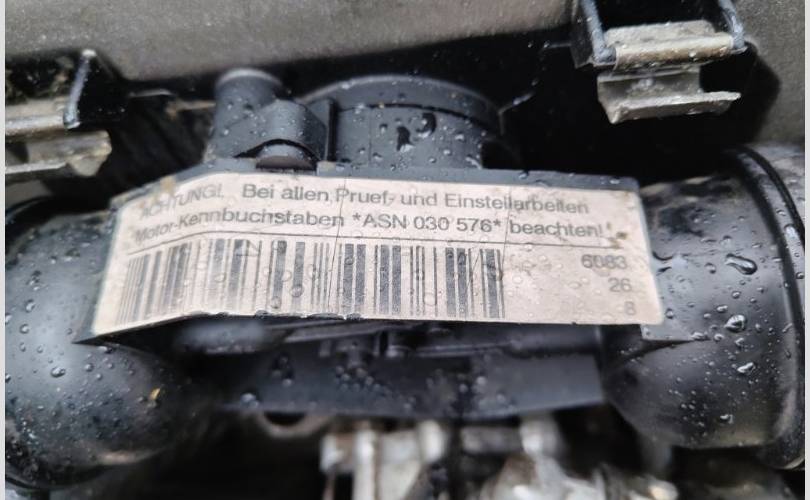 ACHTUNG!, Bei allen Pruef- und Einstellarbeiten
Motor-Kennbuchstaben *ASN 030 576* beachten!
6083
26
8